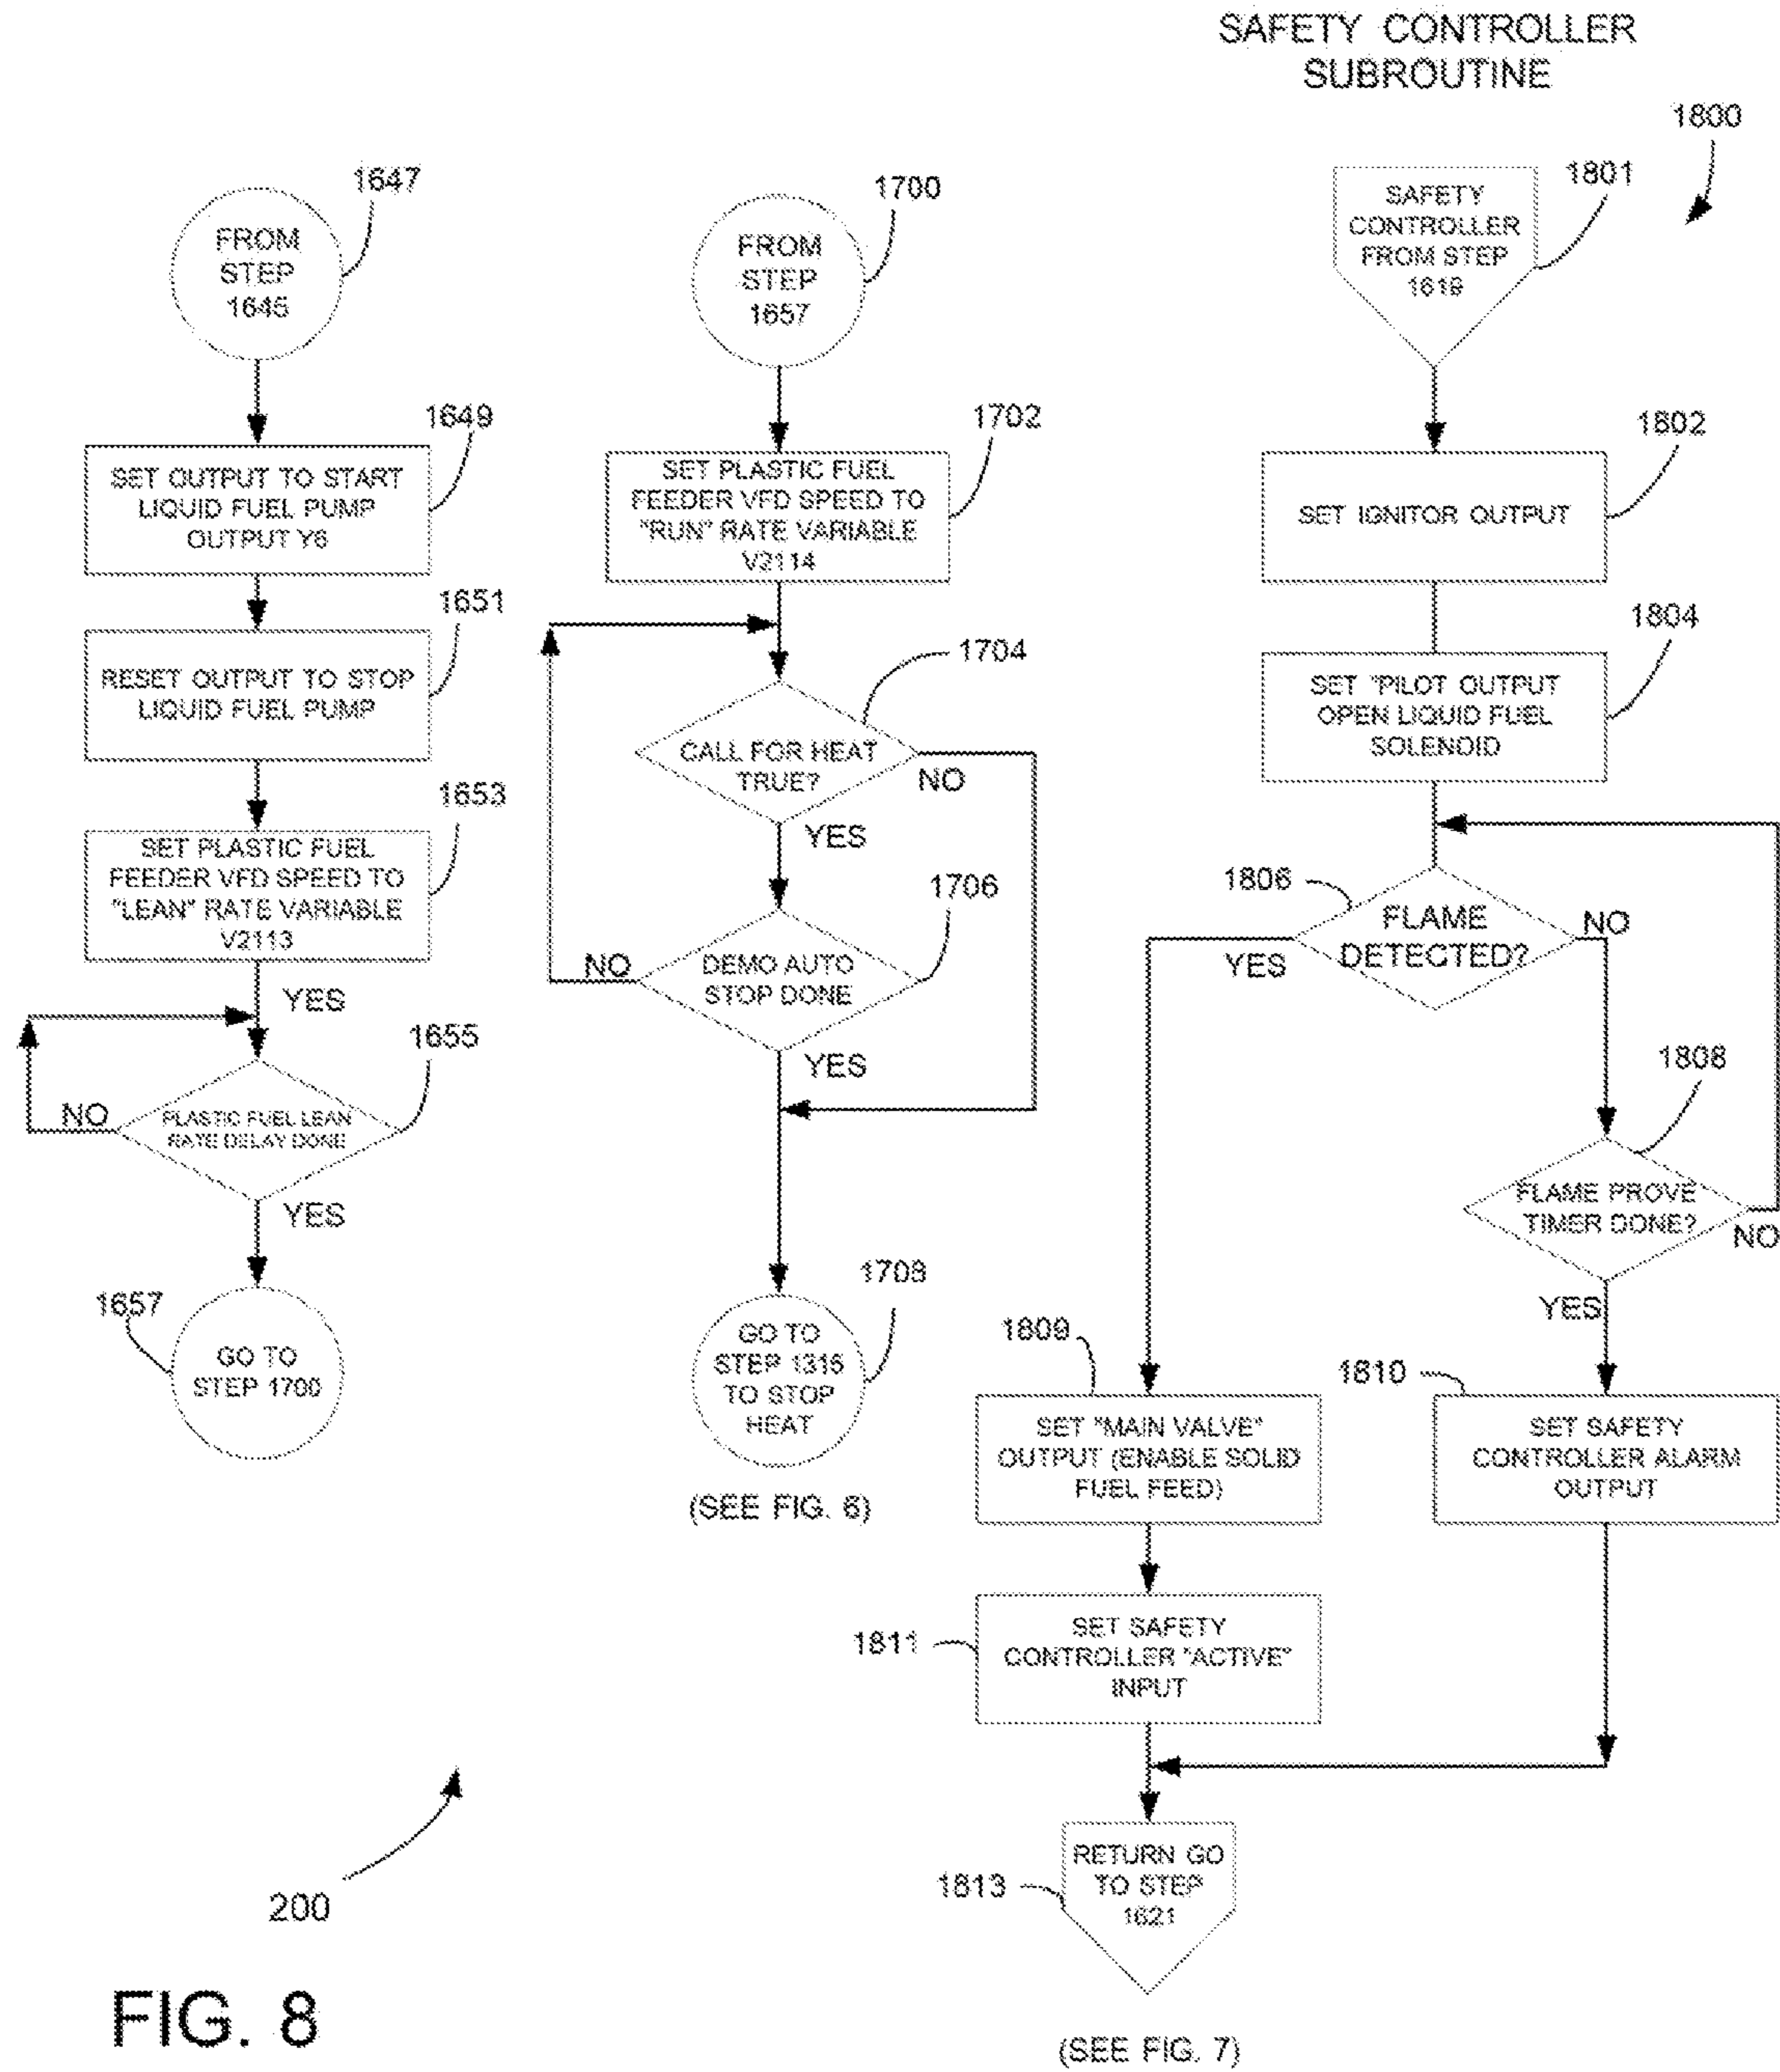 SAFETY CONTROLLER
SUBROUTINE
1800
1647
FROM
STEP
1645
1649
SET OUTPUT TO START
LIQUID FUEL PUMP
OUTPUT Y6
1651
RESET OUTPUT TO STOP
LIQUID FUEL PUMP
1653
SET PLASTIC FUEL
FEEDER VFD SPEED TO
"LEAN" RATE VARIABLE
V2113
YES
1655
PLASTIC FUEL LEAN
RATE DELAY DONE
NO
YES
1657
GO TO
STEP 1700
1700
FROM
STEP
1657
1702
SET PLASTIC FUEL
FEEDER VFD SPEED TO
"RUN" RATE VARIABLE
V2114
1704
CALL FOR HEAT
TRUE?
NO
YES
1706
DEMO AUTO
STOP DONE
NO
YES
1708
GO TO
STEP 1315
TO STOP
HEAT
(SEE FIG. 6)
1801
SAFETY
CONTROLLER
FROM STEP
1619
1802
SET IGNITOR OUTPUT
1804
SET "PILOT OUTPUT
OPEN LIQUID FUEL
SOLENOID
1806
FLAME
DETECTED?
YES
NO
1808
FLAME PROVE
TIMER DONE?
NO
YES
1809
SET "MAIN VALVE"
OUTPUT (ENABLE SOLID
FUEL FEED)
1810
SET SAFETY
CONTROLLER ALARM
OUTPUT
1811
SET SAFETY
CONTROLLER "ACTIVE"
INPUT
1813
RETURN GO
TO STEP
1621
(SEE FIG. 7)
200
FIG. 8